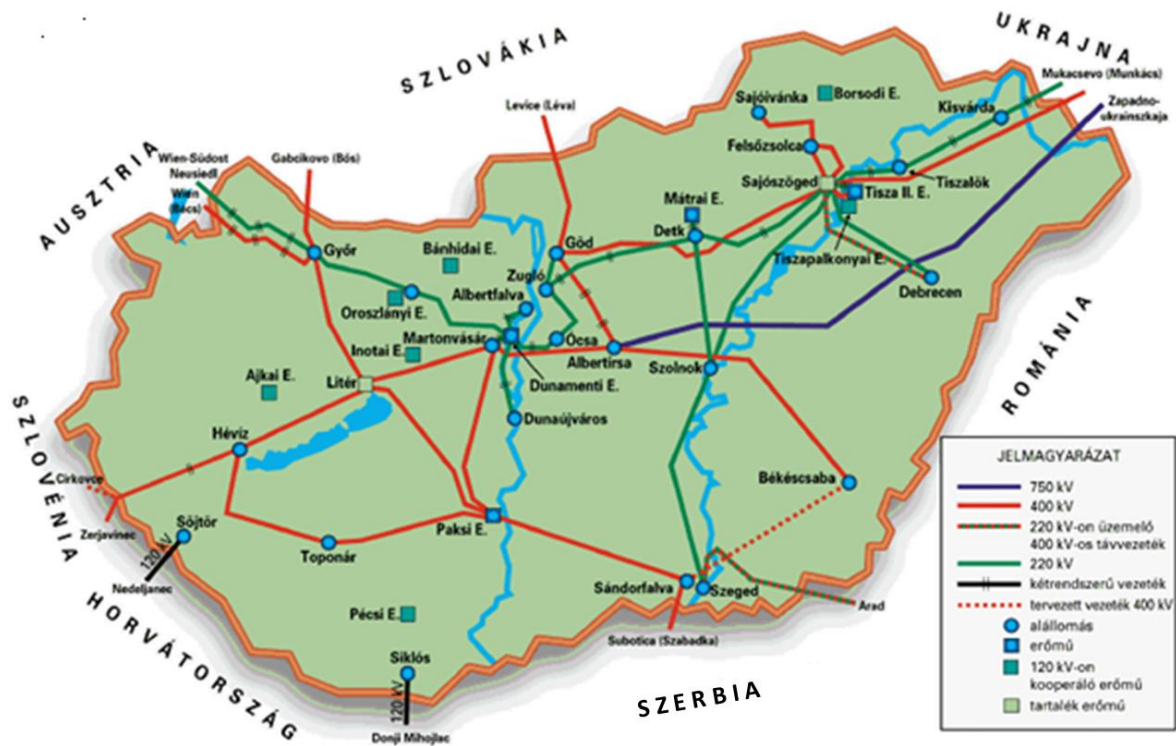 SZLOVÁKIA
UKRAJNA
AUSZTRIA
ROMÁNIA
SZLOVÉNIA
HORVÁTORSZÁG
SZERBIA
Mukacsevo (Munkács)
Zapadno-
ukrainszkaja
Levice (Léva)
Wien-Südost
Neusiedl
Wien
(Bécs)
Gabcikovo (Bős)
Sajóivánka
Borsodi E.
Kisvárda
Felsőzsolca
Sajószöged
Tisza II. E.
Tiszalök
Mátrai E.
Detk
Tiszapalkonyai E.
Debrecen
Győr
Bánhidai E.
Göd
Zugló
Albertfalva
Oroszlányi E.
Martonvásár
Ócsa
Albertirsa
Inotai E.
Dunamenti E.
Szolnok
Ajkai E.
Litér
Dunaújváros
Hévíz
Cirkovce
Zerjavinec
Söjtör
120 kV
Nedeljanec
Toponár
Paksi E.
Békéscsaba
Sándorfalva
Szeged
Arad
Subotica (Szabadka)
Pécsi E.
Siklós
120 kV
Donji Mihojlac
JELMAGYARÁZAT
750 kV
400 kV
220 kV-on üzemelő
400 kV-os távvezeték
220 kV
kétrendszerű vezeték
tervezett vezeték 400 kV
alállomás
erőmű
120 kV-on
kooperáló erőmű
tartalék erőmű